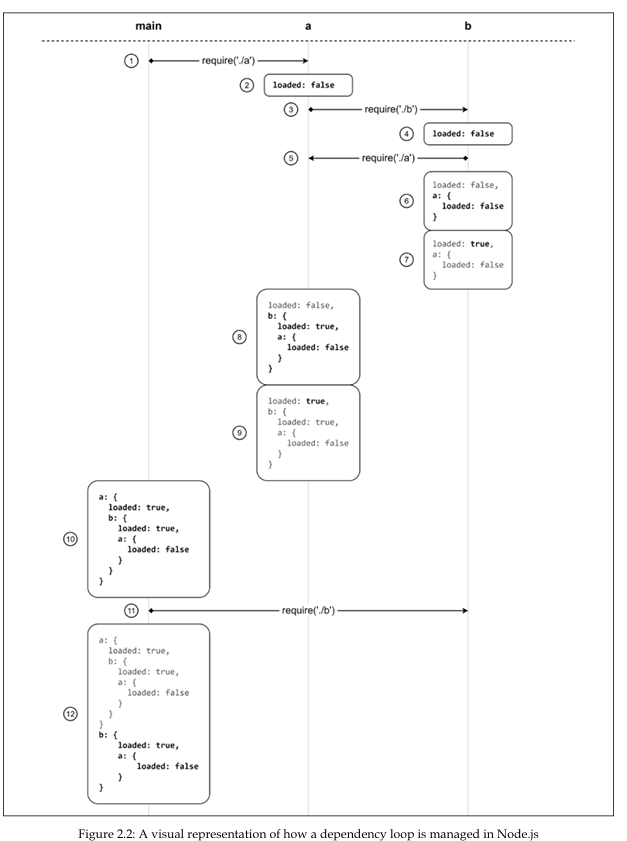 main a b
1 require('./a')
2 loaded: false
3 require('./b')
4 loaded: false
5 require('./a')
6
loaded: false,
a: {
loaded: false
}
7
loaded: true,
a: {
loaded: false
}
8
loaded: false,
b: {
loaded: true,
a: {
loaded: false
}
}
9
loaded: true,
b: {
loaded: true,
a: {
loaded: false
}
}
10
a: {
loaded: true,
b: {
loaded: true,
a: {
loaded: false
}
}
}
11 require('./b')
12
a: {
loaded: true,
b: {
loaded: true,
a: {
loaded: false
}
}
}
b: {
loaded: true,
a: {
loaded: false
}
}
Figure 2.2: A visual representation of how a dependency loop is managed in Node.js